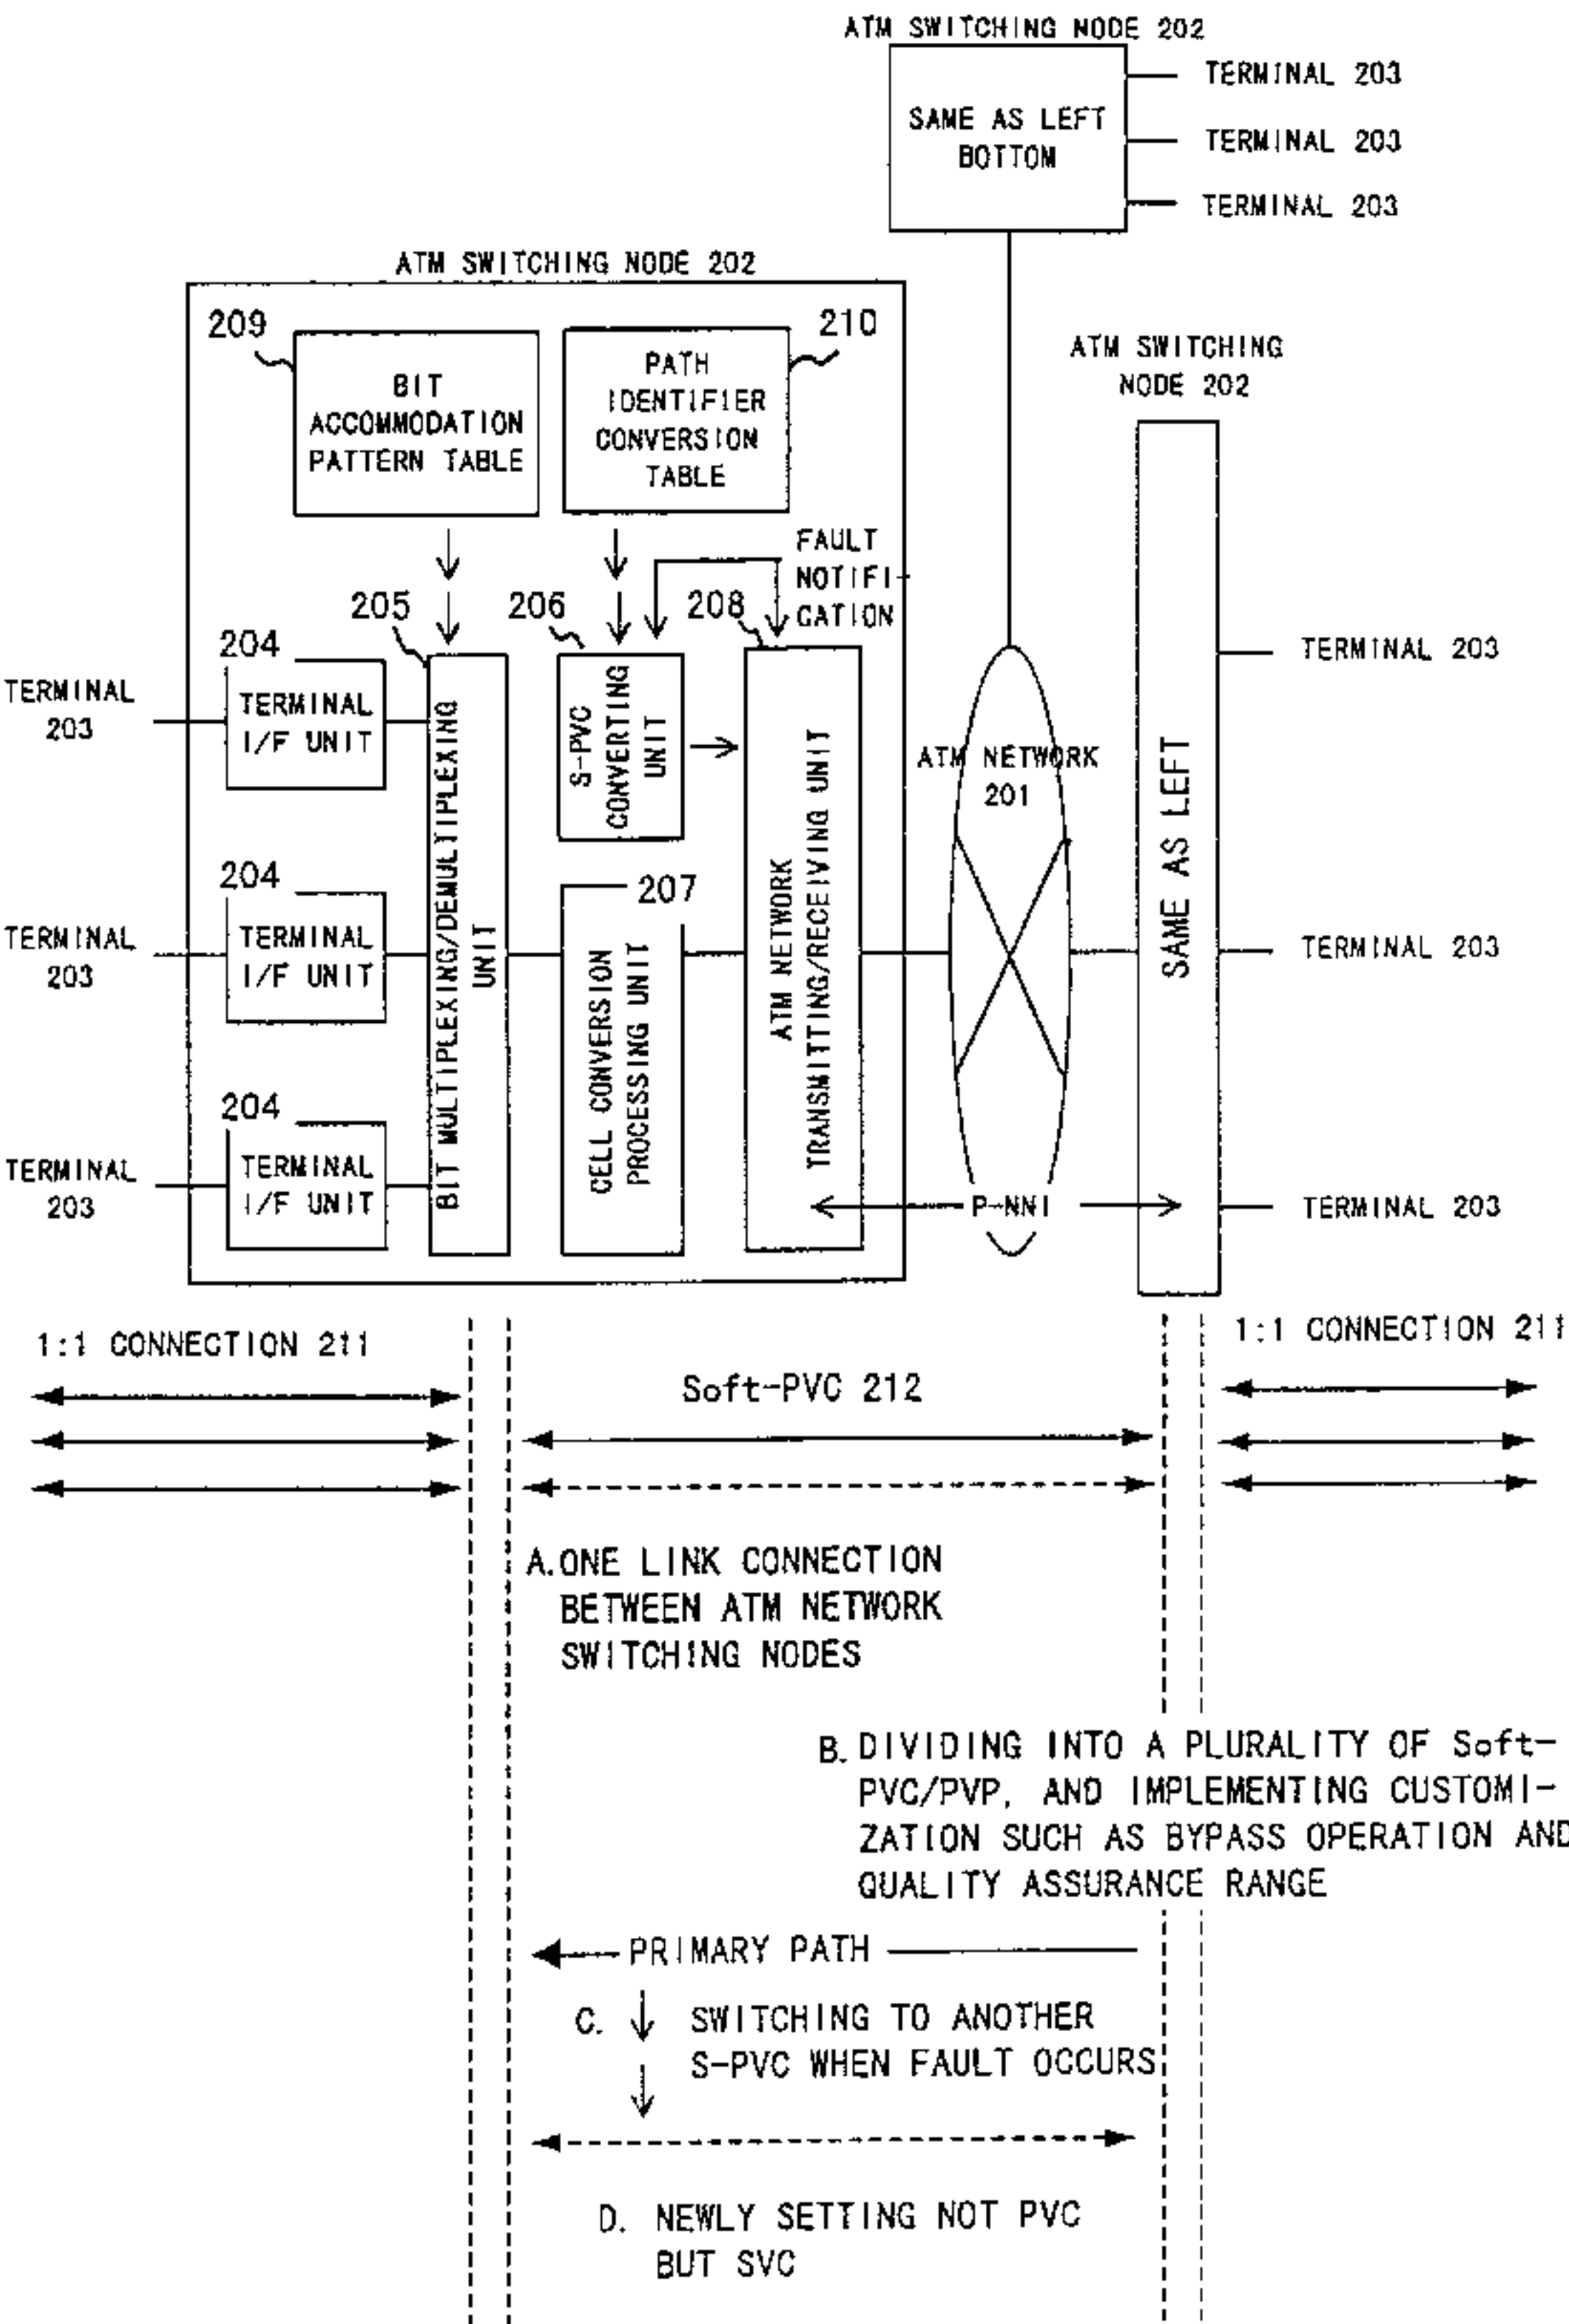 ATM SWITCHING NODE 202
SAME AS LEFT
BOTTOM
TERMINAL 203
TERMINAL 203
TERMINAL 203
ATM SWITCHING NODE 202
209
BIT
ACCOMMODATION
PATTERN TABLE
PATH
IDENTIFIER
CONVERSION
TABLE
210
ATM SWITCHING
NODE 202
FAULT
NOTIFI-
CATION
205
206
208
204
TERMINAL
I/F UNIT
TERMINAL
203
204
TERMINAL
I/F UNIT
TERMINAL
203
204
TERMINAL
I/F UNIT
TERMINAL
203
BIT MULTIPLEXING/DEMULTIPLEXING
UNIT
S-PVC
CONVERTING
UNIT
207
CELL CONVERSION
PROCESSING UNIT
ATM NETWORK
TRANSMITTING/RECEIVING UNIT
ATM NETWORK
201
P-NNI
SAME AS LEFT
TERMINAL 203
TERMINAL 203
TERMINAL 203
1:1 CONNECTION 211
Soft-PVC 212
1:1 CONNECTION 211
A. ONE LINK CONNECTION
BETWEEN ATM NETWORK
SWITCHING NODES
B. DIVIDING INTO A PLURALITY OF Soft-
PVC/PVP, AND IMPLEMENTING CUSTOMI-
ZATION SUCH AS BYPASS OPERATION AND
QUALITY ASSURANCE RANGE
PRIMARY PATH
C. SWITCHING TO ANOTHER
S-PVC WHEN FAULT OCCURS
D. NEWLY SETTING NOT PVC
BUT SVC